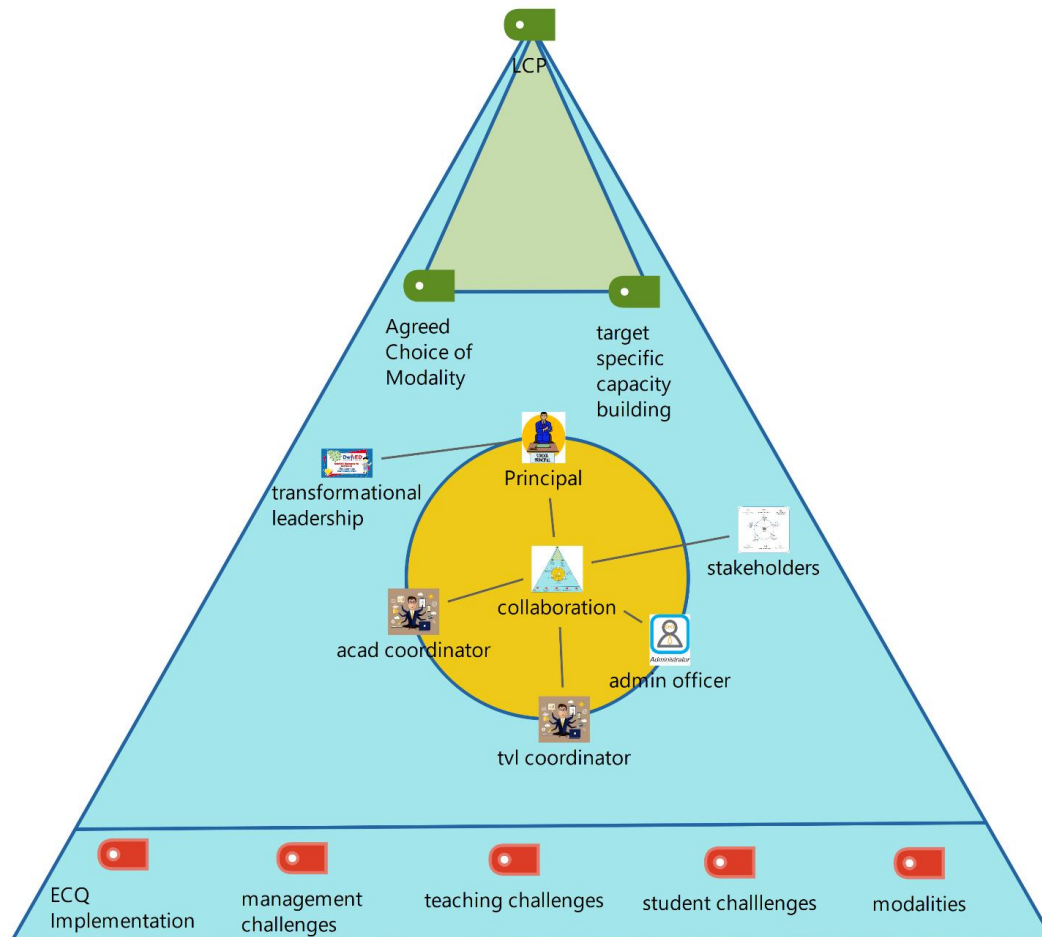 LCP
Agreed
Choice of
Modality
target
specific
capacity
building
Principal
transformational
leadership
stakeholders
collaboration
acad coordinator
Administrator
admin officer
tvl coordinator
ECQ
Implementation
management
challenges
teaching challenges
student challlenges
modalities